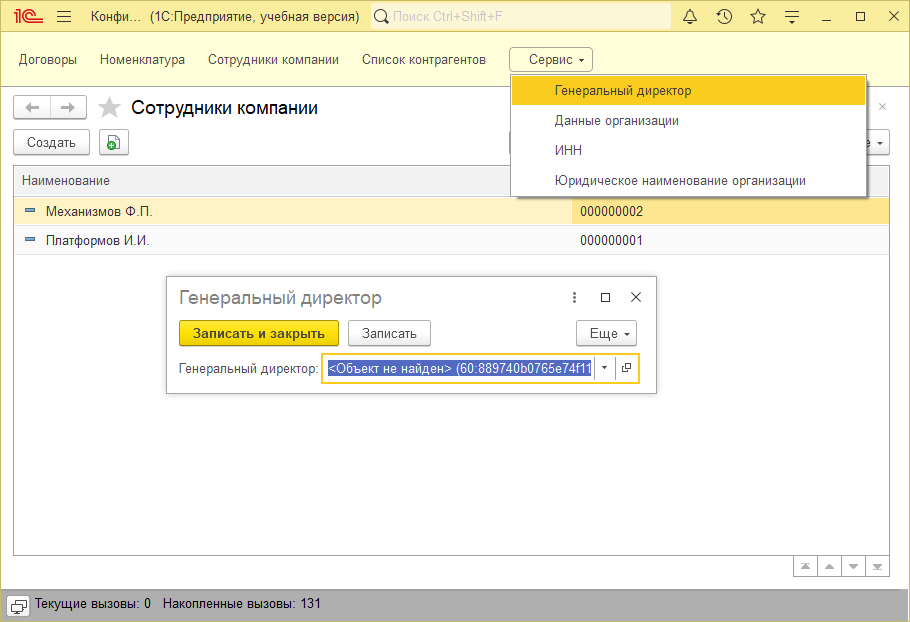 1С Конфи... (1С:Предприятие, учебная версия) Поиск Ctrl+Shift+F
Договоры Номенклатура Сотрудники компании Список контрагентов Сервис
Генеральный директор
Данные организации
ИНН
Юридическое наименование организации
Сотрудники компании
Создать
Наименование
Механизмов Ф.П. 000000002
Платформов И.И. 000000001
Генеральный директор
Записать и закрыть Записать Еще
Генеральный директор: <Объект не найден> (60:889740b0765e74f11
Текущие вызовы: 0 Накопленные вызовы: 131